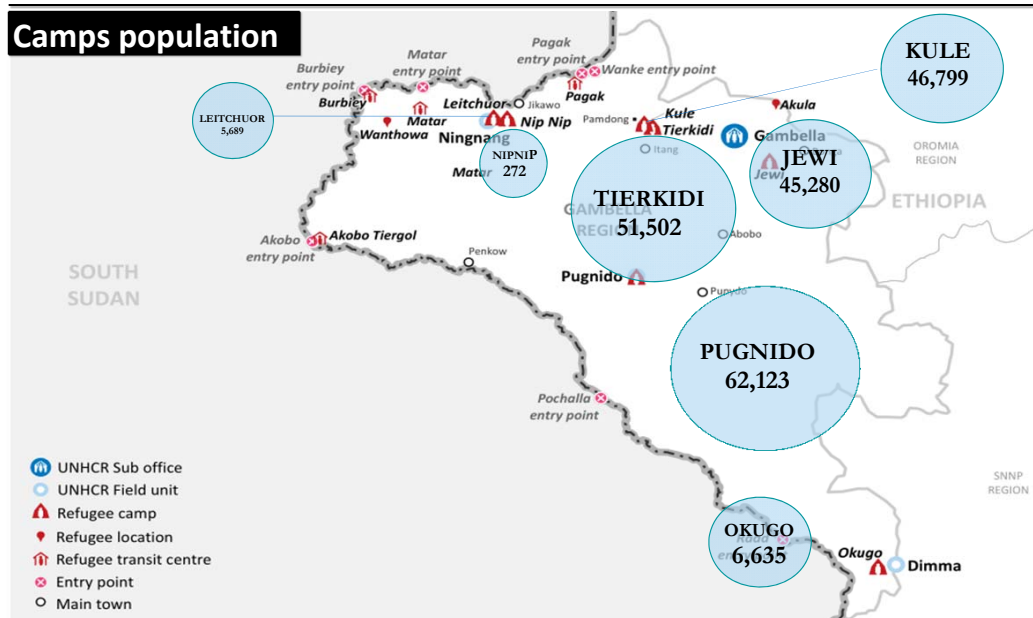 Camps population
Pagak
entry point
Matar
entry point
Wanke entry point
Burbiey
entry point
KULE
46,799
Burbiey
Leitchuor
Jikawo
Pagak
Akula
LEITCHUOR
5,689
Matar
Wanthowa
Nip Nip
Ningnang
Pamdong
Kule
Tierkidi
Itang
Gambella
OROMIA
REGION
NIPNIP
272
Matar
JEWI
45,280
Jewi
TIERKIDI
51,502
GAMBELLA
REGION
ETHIOPIA
Abobo
Akobo Tiergol
Akobo
entry point
Penkow
SOUTH
SUDAN
Pugnido
Punydo
PUGNIDO
62,123
Pochalla
entry point
SNNP
REGION
UNHCR Sub office
UNHCR Field unit
Refugee camp
Refugee location
Refugee transit centre
Entry point
Main town
OKUGO
6,635
Okugo
Dimma